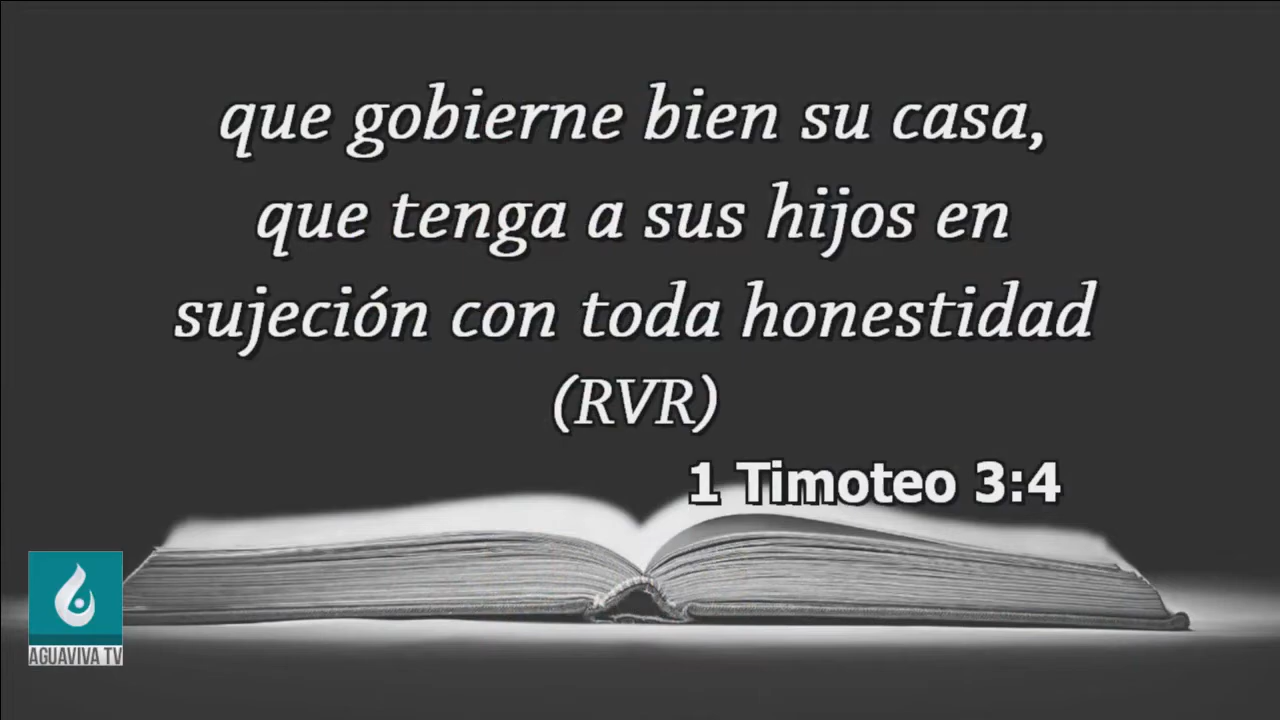 que gobierne bien su casa,
que tenga a sus hijos en
sujeción con toda honestidad
(RVR)
1 Timoteo 3:4
AGUAVIVA TV